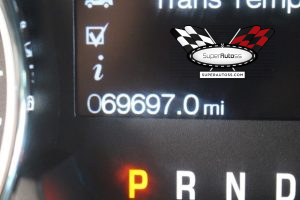 Trans Temp
SuperAutoss
SUPERAUTOSS.COM
i
069697.0 mi
P R N D